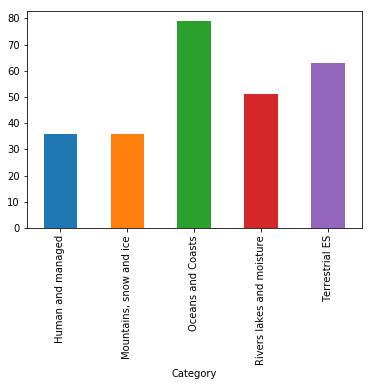 80
70
60
50
40
30
20
10
0
Human and managed
Mountains, snow and ice
Oceans and Coasts
Rivers lakes and moisture
Terrestrial ES
Category